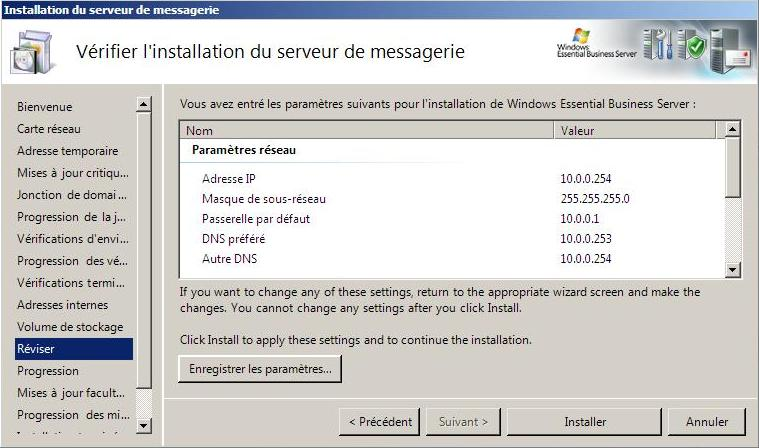 Installation du serveur de messagerie
Vérifier l'installation du serveur de messagerie
Windows
Essential Business Server
Bienvenue
Carte réseau
Adresse temporaire
Mises à jour critiqu...
Jonction de domai...
Progression de la j...
Vérifications d'envi...
Progression des vé...
Vérifications termi...
Adresses internes
Volume de stockage
Réviser
Progression
Mises à jour facult...
Progression des mi...
Vous avez entré les paramètres suivants pour l'installation de Windows Essential Business Server :
Nom Valeur
Paramètres réseau
Adresse IP 10.0.0.254
Masque de sous-réseau 255.255.255.0
Passerelle par défaut 10.0.0.1
DNS préféré 10.0.0.253
Autre DNS 10.0.0.254
If you want to change any of these settings, return to the appropriate wizard screen and make the
changes. You cannot change any settings after you click Install.
Click Install to apply these settings and to continue the installation.
Enregistrer les paramètres...
< Précédent Suivant > Installer Annuler